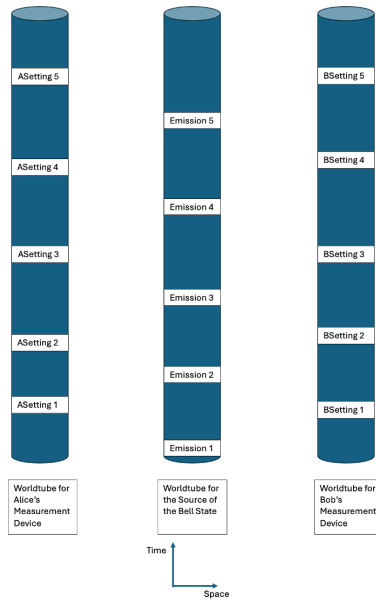 ASetting 5
BSetting 5
Emission 5
ASetting 4
BSetting 4
Emission 4
ASetting 3
BSetting 3
Emission 3
ASetting 2
BSetting 2
Emission 2
ASetting 1
BSetting 1
Emission 1
Worldtube for
Alice's
Measurement
Device
Worldtube for
the Source of
the Bell State
Worldtube for
Bob's
Measurement
Device
Time
Space